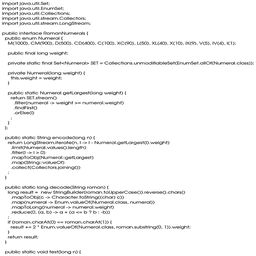 import java.util.Set;
import java.util.EnumSet;
import java.util.Collections;
import java.util.stream.Collectors;
import java.util.stream.LongStream;
public interface RomanNumerals {
public enum Numeral {
M(1000), CM(900), D(500), CD(400), C(100), XC(90), L(50), XL(40), X(10), IX(9), V(5), IV(4), I(1);
public final long weight;
private static final Set<Numeral> SET = Collections.unmodifiableSet(EnumSet.allOf(Numeral.class));
private Numeral(long weight) {
this.weight = weight;
}
public static Numeral getLargest(long weight) {
return SET.stream()
.filter(numeral -> weight >= numeral.weight)
.findFirst()
.orElse(I);
}
};
public static String encode(long n) {
return LongStream.iterate(n, l -> l - Numeral.getLargest(l).weight)
.limit(Numeral.values().length)
.filter(l -> l > 0)
.mapToObj(Numeral::getLargest)
.map(String::valueOf)
.collect(Collectors.joining())
;
}
public static long decode(String roman) {
long result = new StringBuilder(roman.toUpperCase()).reverse().chars()
.mapToObj(c -> Character.toString((char) c))
.map(numeral -> Enum.valueOf(Numeral.class, numeral))
.mapToLong(numeral -> numeral.weight)
.reduce(0, (a, b) -> a + (a <= b ? b : -b))
;
if (roman.charAt(0) == roman.charAt(1)) {
result += 2 * Enum.valueOf(Numeral.class, roman.substring(0, 1)).weight;
}
return result;
}
public static void test(long n) {